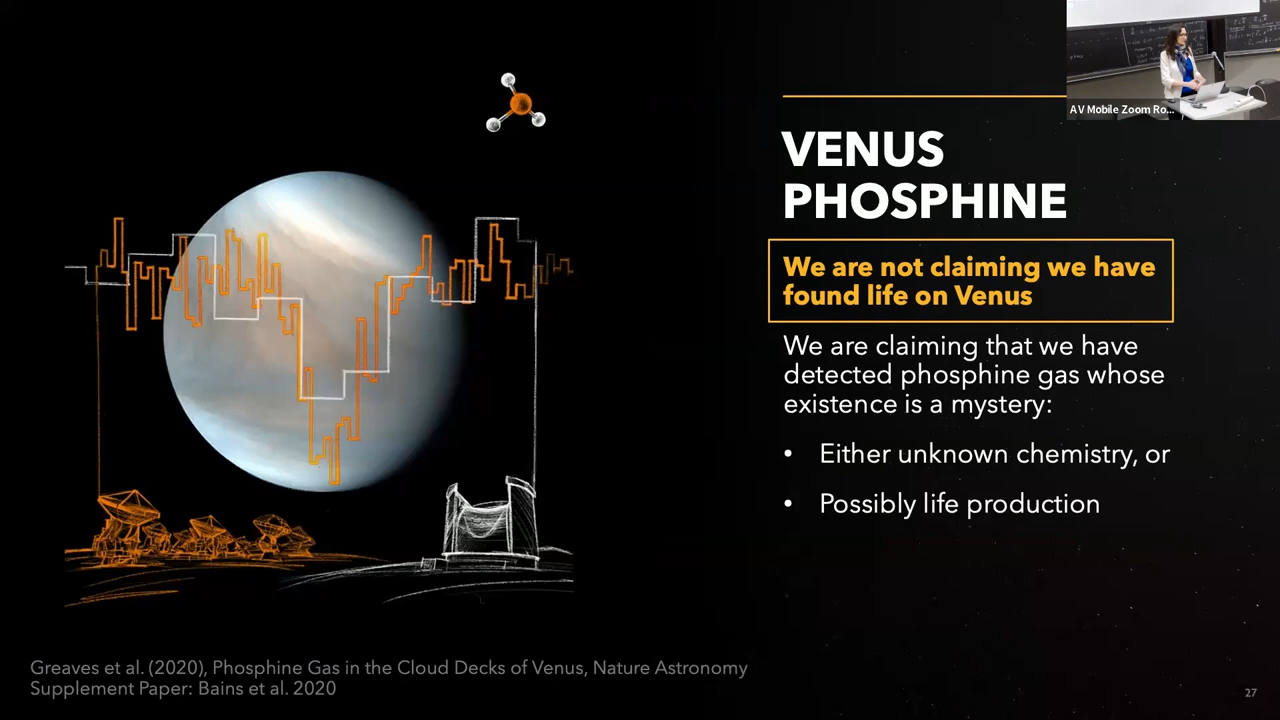 AV Mobile Zoom Ro...
VENUS
PHOSPHINE
We are not claiming we have
found life on Venus
We are claiming that we have
detected phosphine gas whose
existence is a mystery:
• Either unknown chemistry, or
• Possibly life production
Greaves et al. (2020), Phosphine Gas in the Cloud Decks of Venus, Nature Astronomy
Supplement Paper: Bains et al. 2020
27